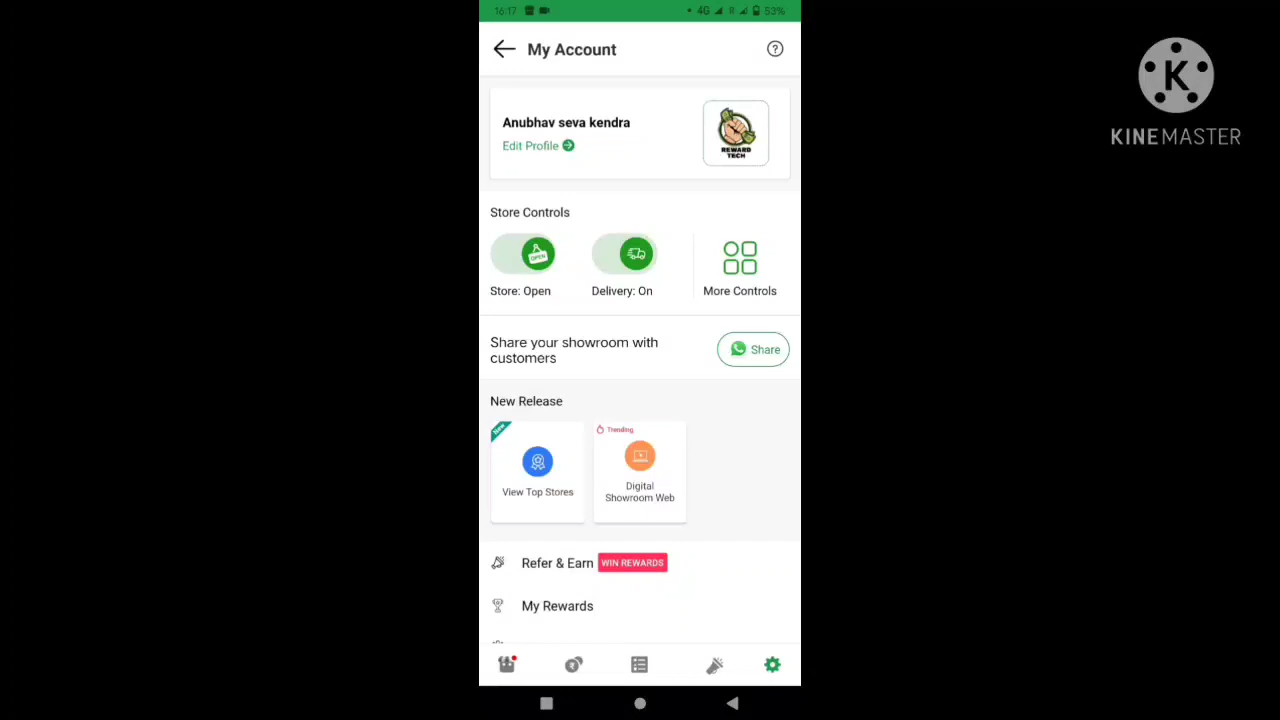 16:17
4G
R
53%
My Account
?
K
KINEMASTER
Anubhav seva kendra
Edit Profile
REWARD
TECH
Store Controls
OPEN
Store: Open
Delivery: On
More Controls
Share your showroom with
customers
Share
New Release
New
Trending
View Top Stores
Digital
Showroom Web
Refer & Earn WIN REWARDS
My Rewards
₹